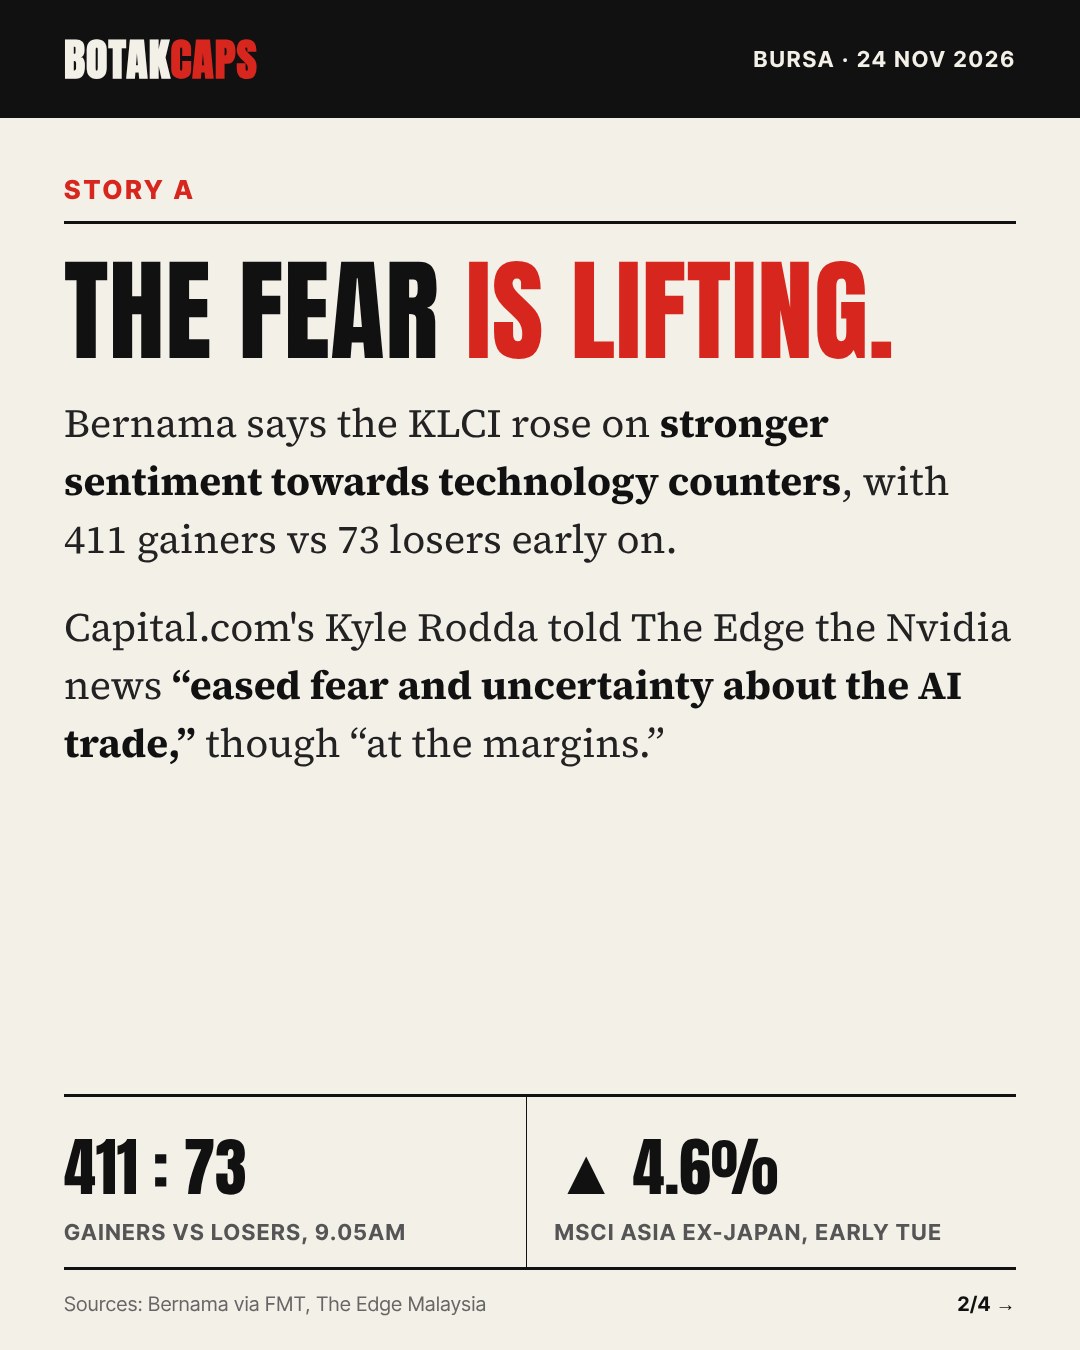 BOTAKCAPS
BURSA · 24 NOV 2026
STORY A
THE FEAR IS LIFTING.
Bernama says the KLCI rose on stronger
sentiment towards technology counters, with
411 gainers vs 73 losers early on.
Capital.com's Kyle Rodda told The Edge the Nvidia
news “eased fear and uncertainty about the AI
trade,” though “at the margins.”
411 : 73
GAINERS VS LOSERS, 9.05AM
▲ 4.6%
MSCI ASIA EX-JAPAN, EARLY TUE
Sources: Bernama via FMT, The Edge Malaysia
2/4 →